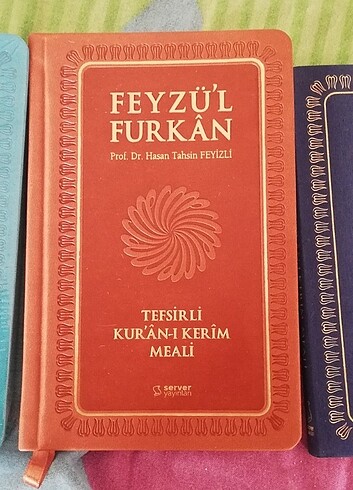 FEYZÜ'L
FURKÂN
Prof. Dr. Hasan Tahsin FEYİZLİ
TEFSİRLİ
KUR'ÂN-I KERÎM
MEALİ
server
yayınları